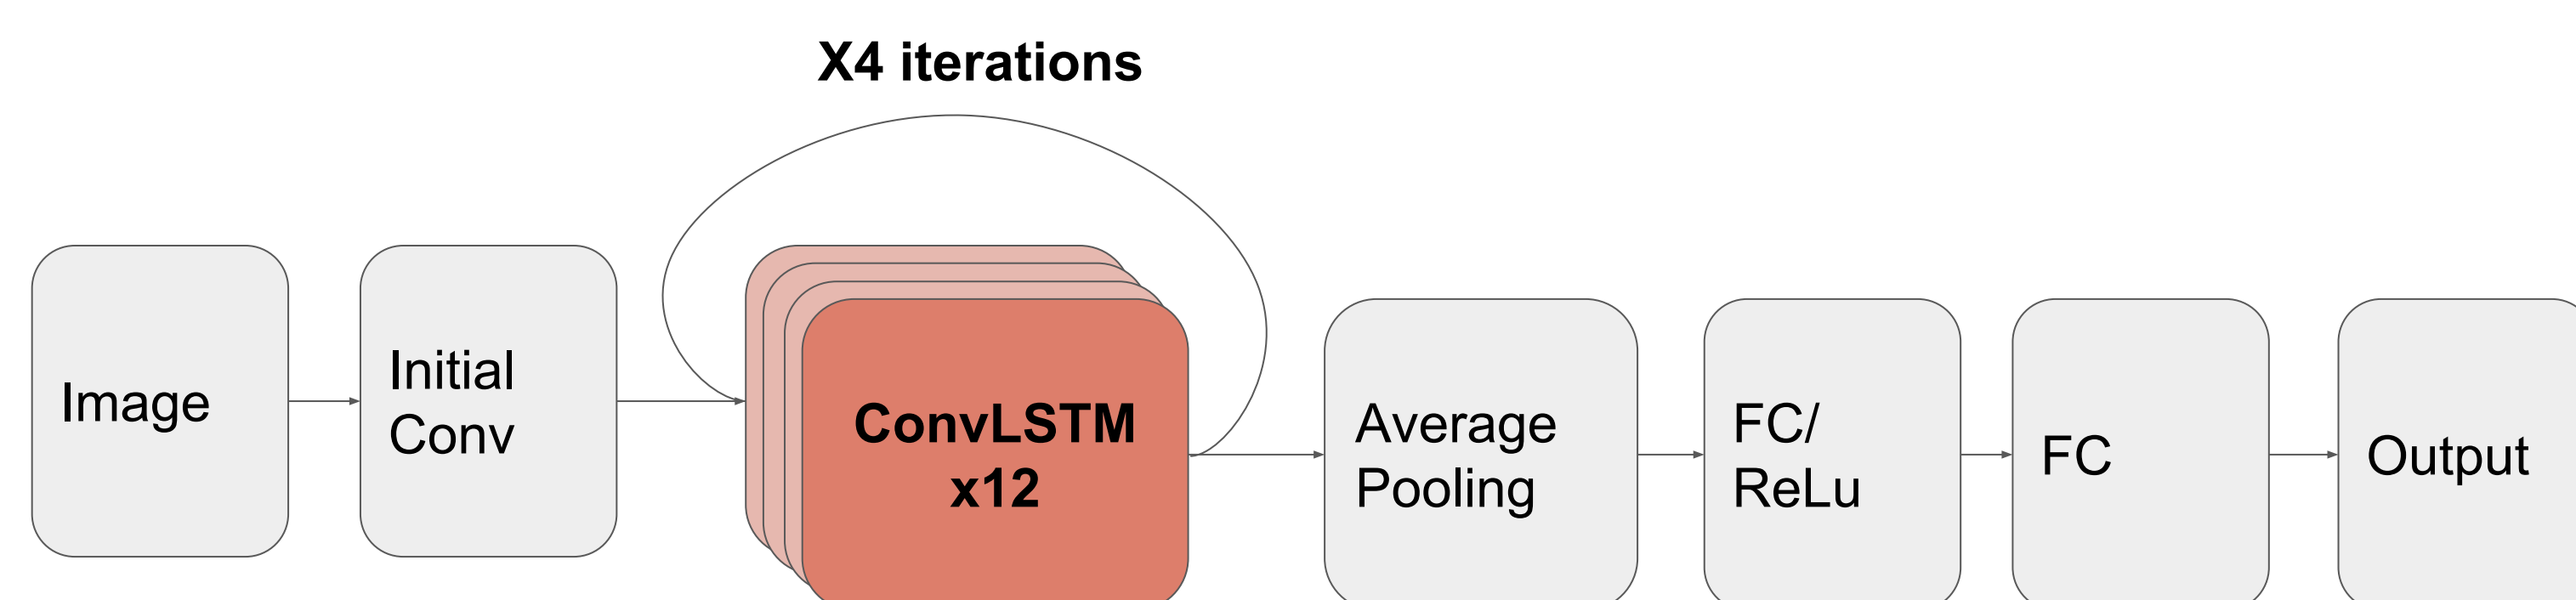 X4 iterations
Image
Initial
Conv
ConvLSTM
x12
Average
Pooling
FC/
ReLu
FC
Output